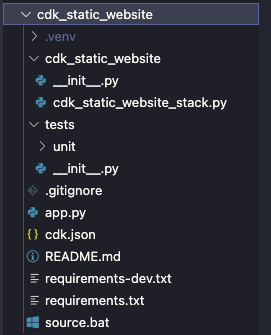 cdk_static_website
.venv
cdk_static_website
__init__.py
cdk_static_website_stack.py
tests
unit
__init__.py
.gitignore
app.py
cdk.json
README.md
requirements-dev.txt
requirements.txt
source.bat